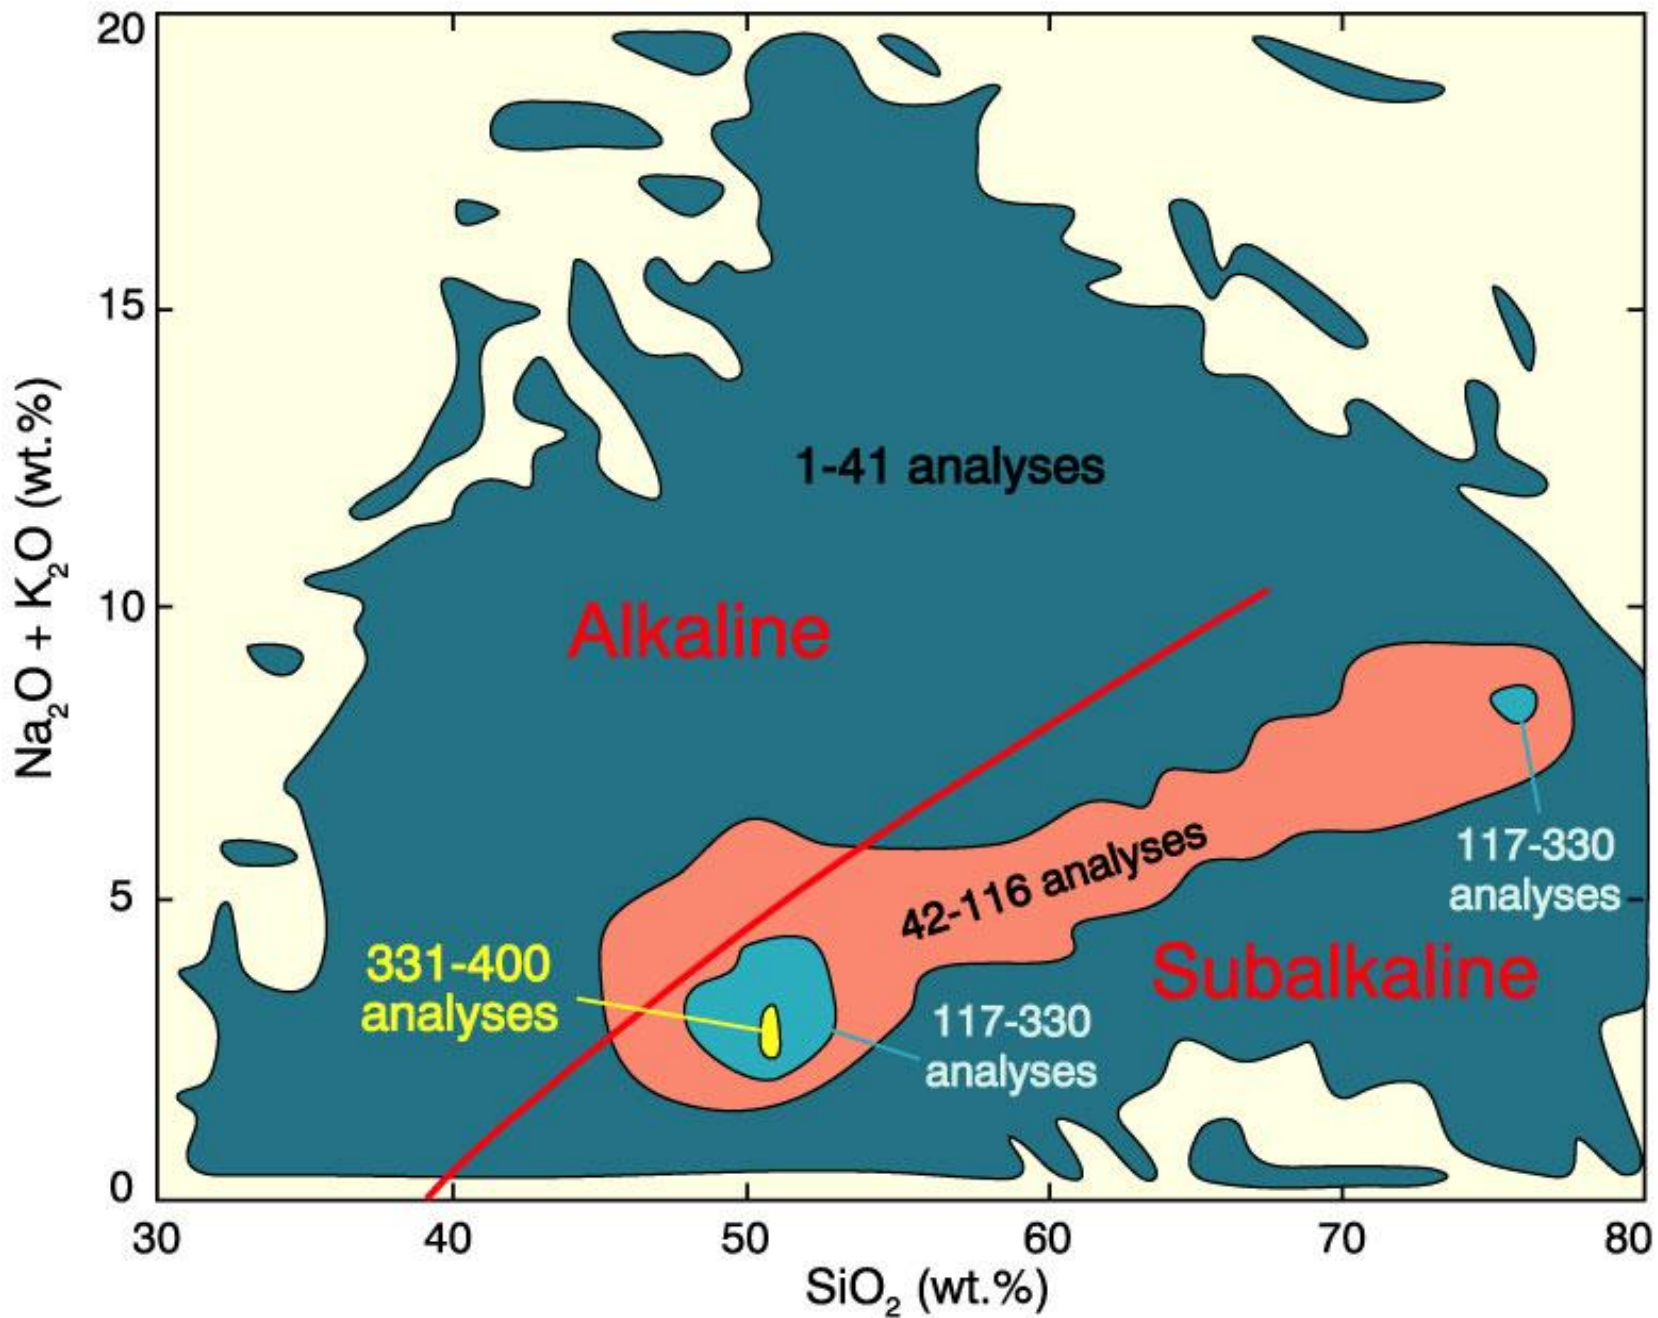 20
15
10
5
0
Na₂O + K₂O (wt.%)
1-41 analyses
Alkaline
42-116 analyses
117-330
analyses
331-400
analyses
Subalkaline
117-330
analyses
30 40 50 60 70 80
SiO₂ (wt.%)